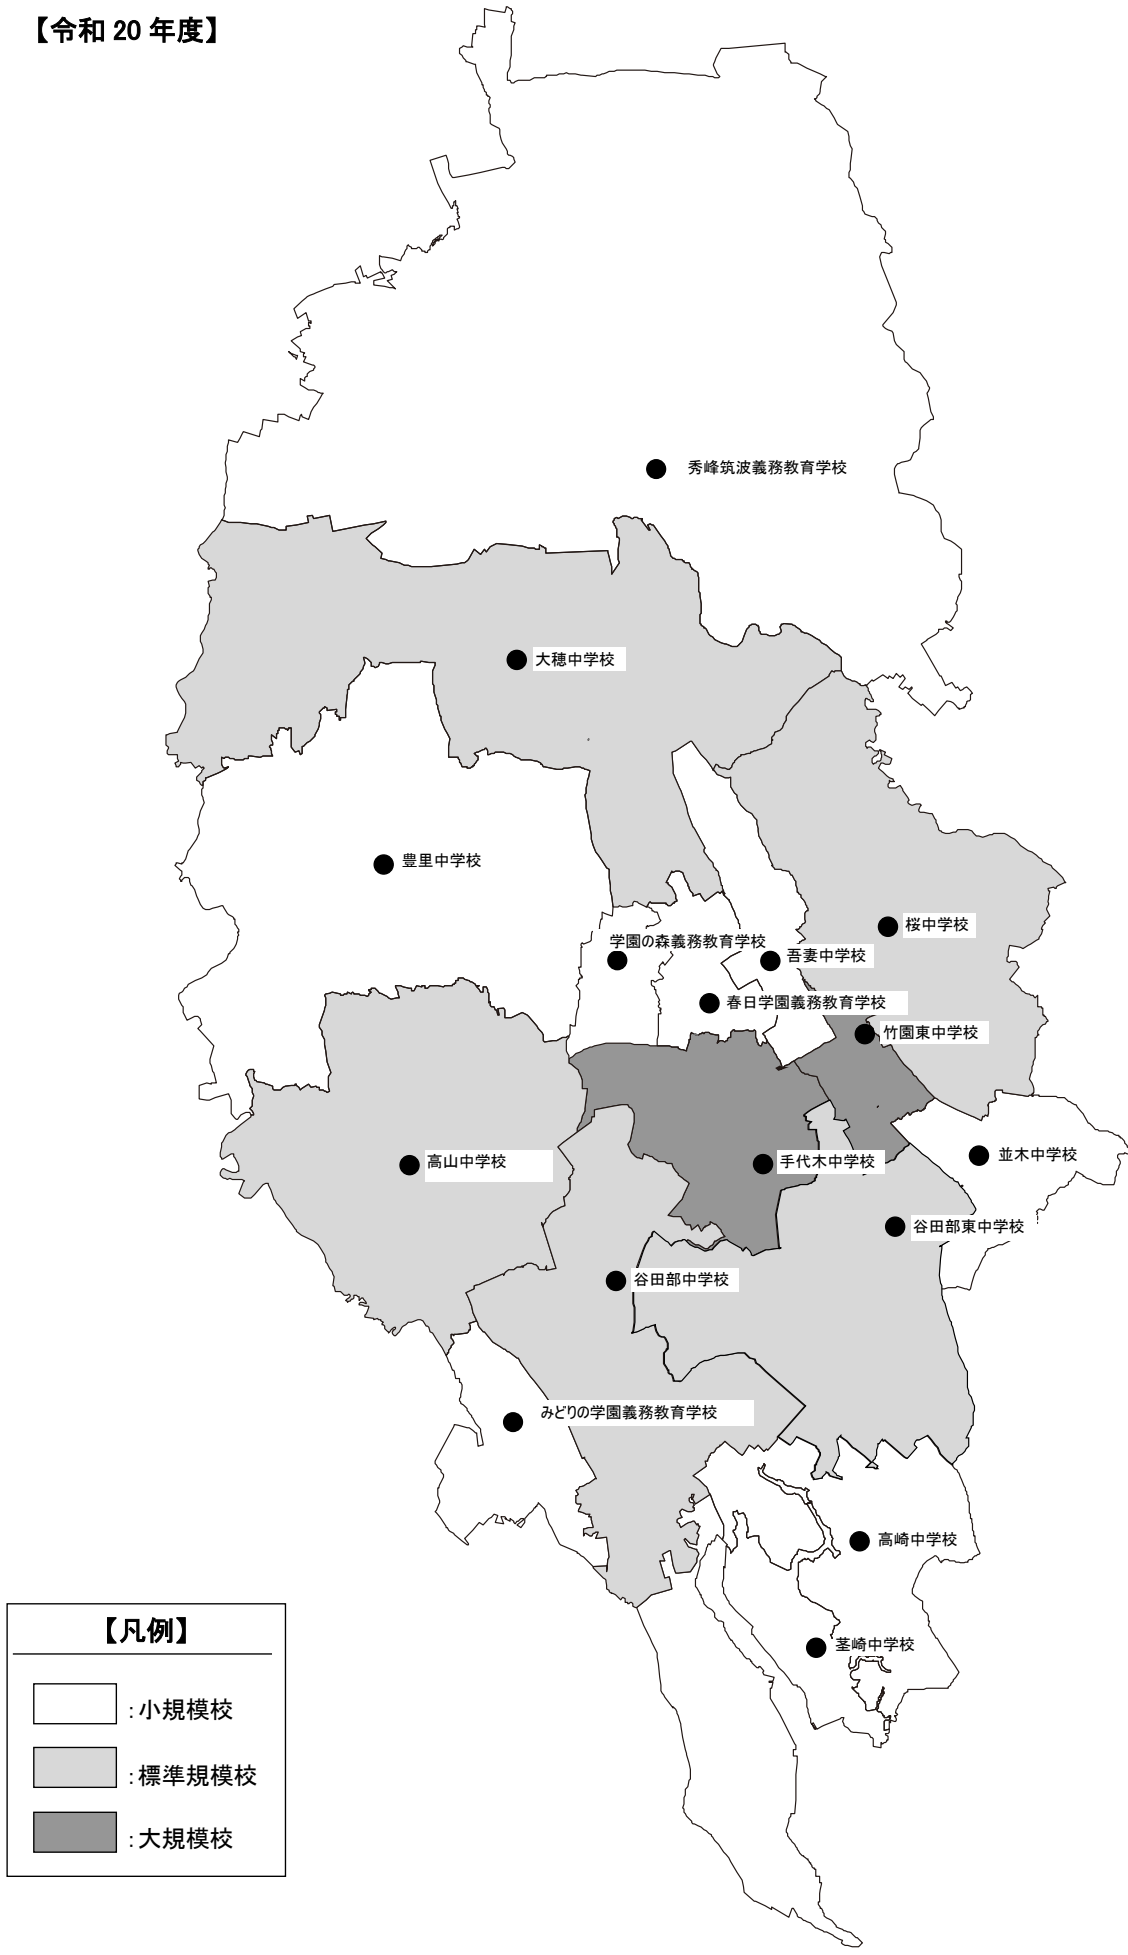 【令和 20 年度】
秀峰筑波義務教育学校
大穂中学校
豊里中学校
桜中学校
学園の森義務教育学校
吾妻中学校
春日学園義務教育学校
竹園東中学校
並木中学校
高山中学校
手代木中学校
谷田部東中学校
谷田部中学校
みどりの学園義務教育学校
高崎中学校
茎崎中学校
【凡例】
：小規模校
：標準規模校
：大規模校